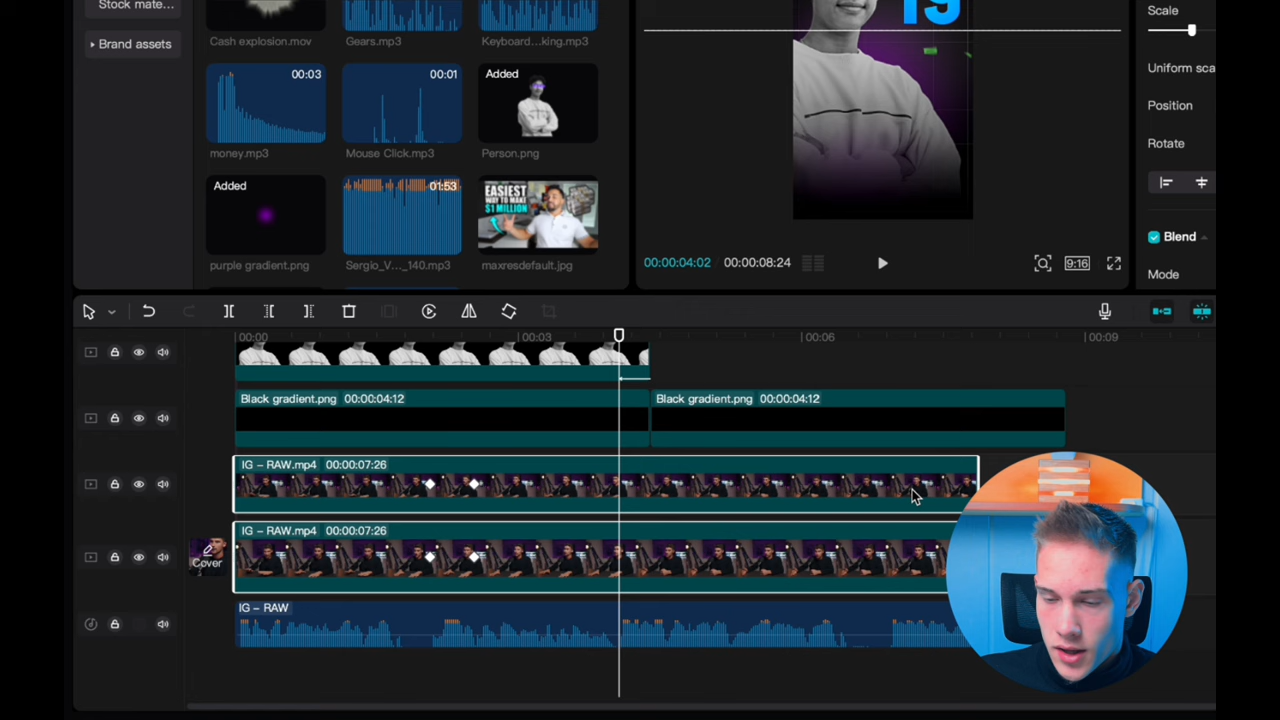 Stock mate...
Brand assets
Cash explosion.mov
Gears.mp3
Keyboard...king.mp3
00:03
00:01
Added
money.mp3
Mouse Click.mp3
Person.png
Added
01:53
EASIEST
WAY TO MAKE
$1 MILLION
purple gradient.png
Sergio_V..._140.mp3
maxresdefault.jpg
19
00:00:04:02
00:00:08:24
9:16
Scale
Uniform sca
Position
Rotate
Blend
Mode
00:00
00:03
00:06
00:09
Black gradient.png 00:00:04:12
Black gradient.png 00:00:04:12
IG – RAW.mp4 00:00:07:26
IG – RAW.mp4 00:00:07:26
Cover
IG – RAW